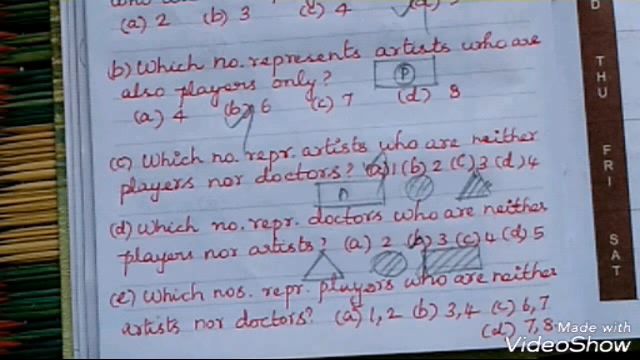 (a) 2 (b) 3 (c) 4
(b) Which no. represents artists who are
also players only?
P
(a) 4 (b) 6 (c) 7 (d) 8
(c) Which no. repr. artists who are neither
players nor doctors? (a) 1 (b) 2 (c) 3 (d) 4
(d) Which no. repr. doctors who are neither
players nor artists? (a) 2 (b) 3 (c) 4 (d) 5
(e) Which nos. repr. players who are neither
artists nor doctors? (a) 1,2 (b) 3,4 (c) 6,7
(d) 7,8
D
THU
FRI
SAT
Made with
VideoShow